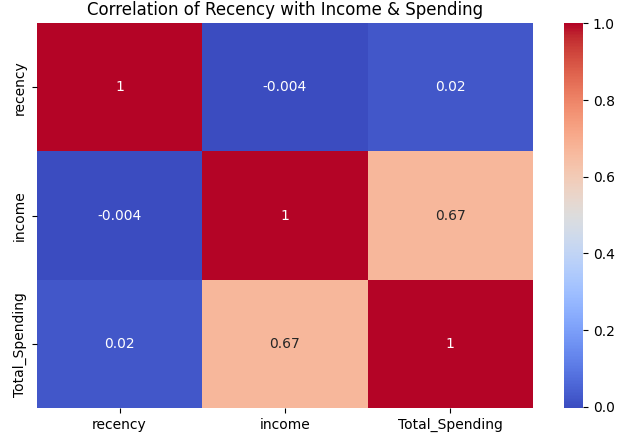 Correlation of Recency with Income & Spending
recency 1 -0.004 0.02
income -0.004 1 0.67
Total_Spending 0.02 0.67 1
recency income Total_Spending
1.0
0.8
0.6
0.4
0.2
0.0